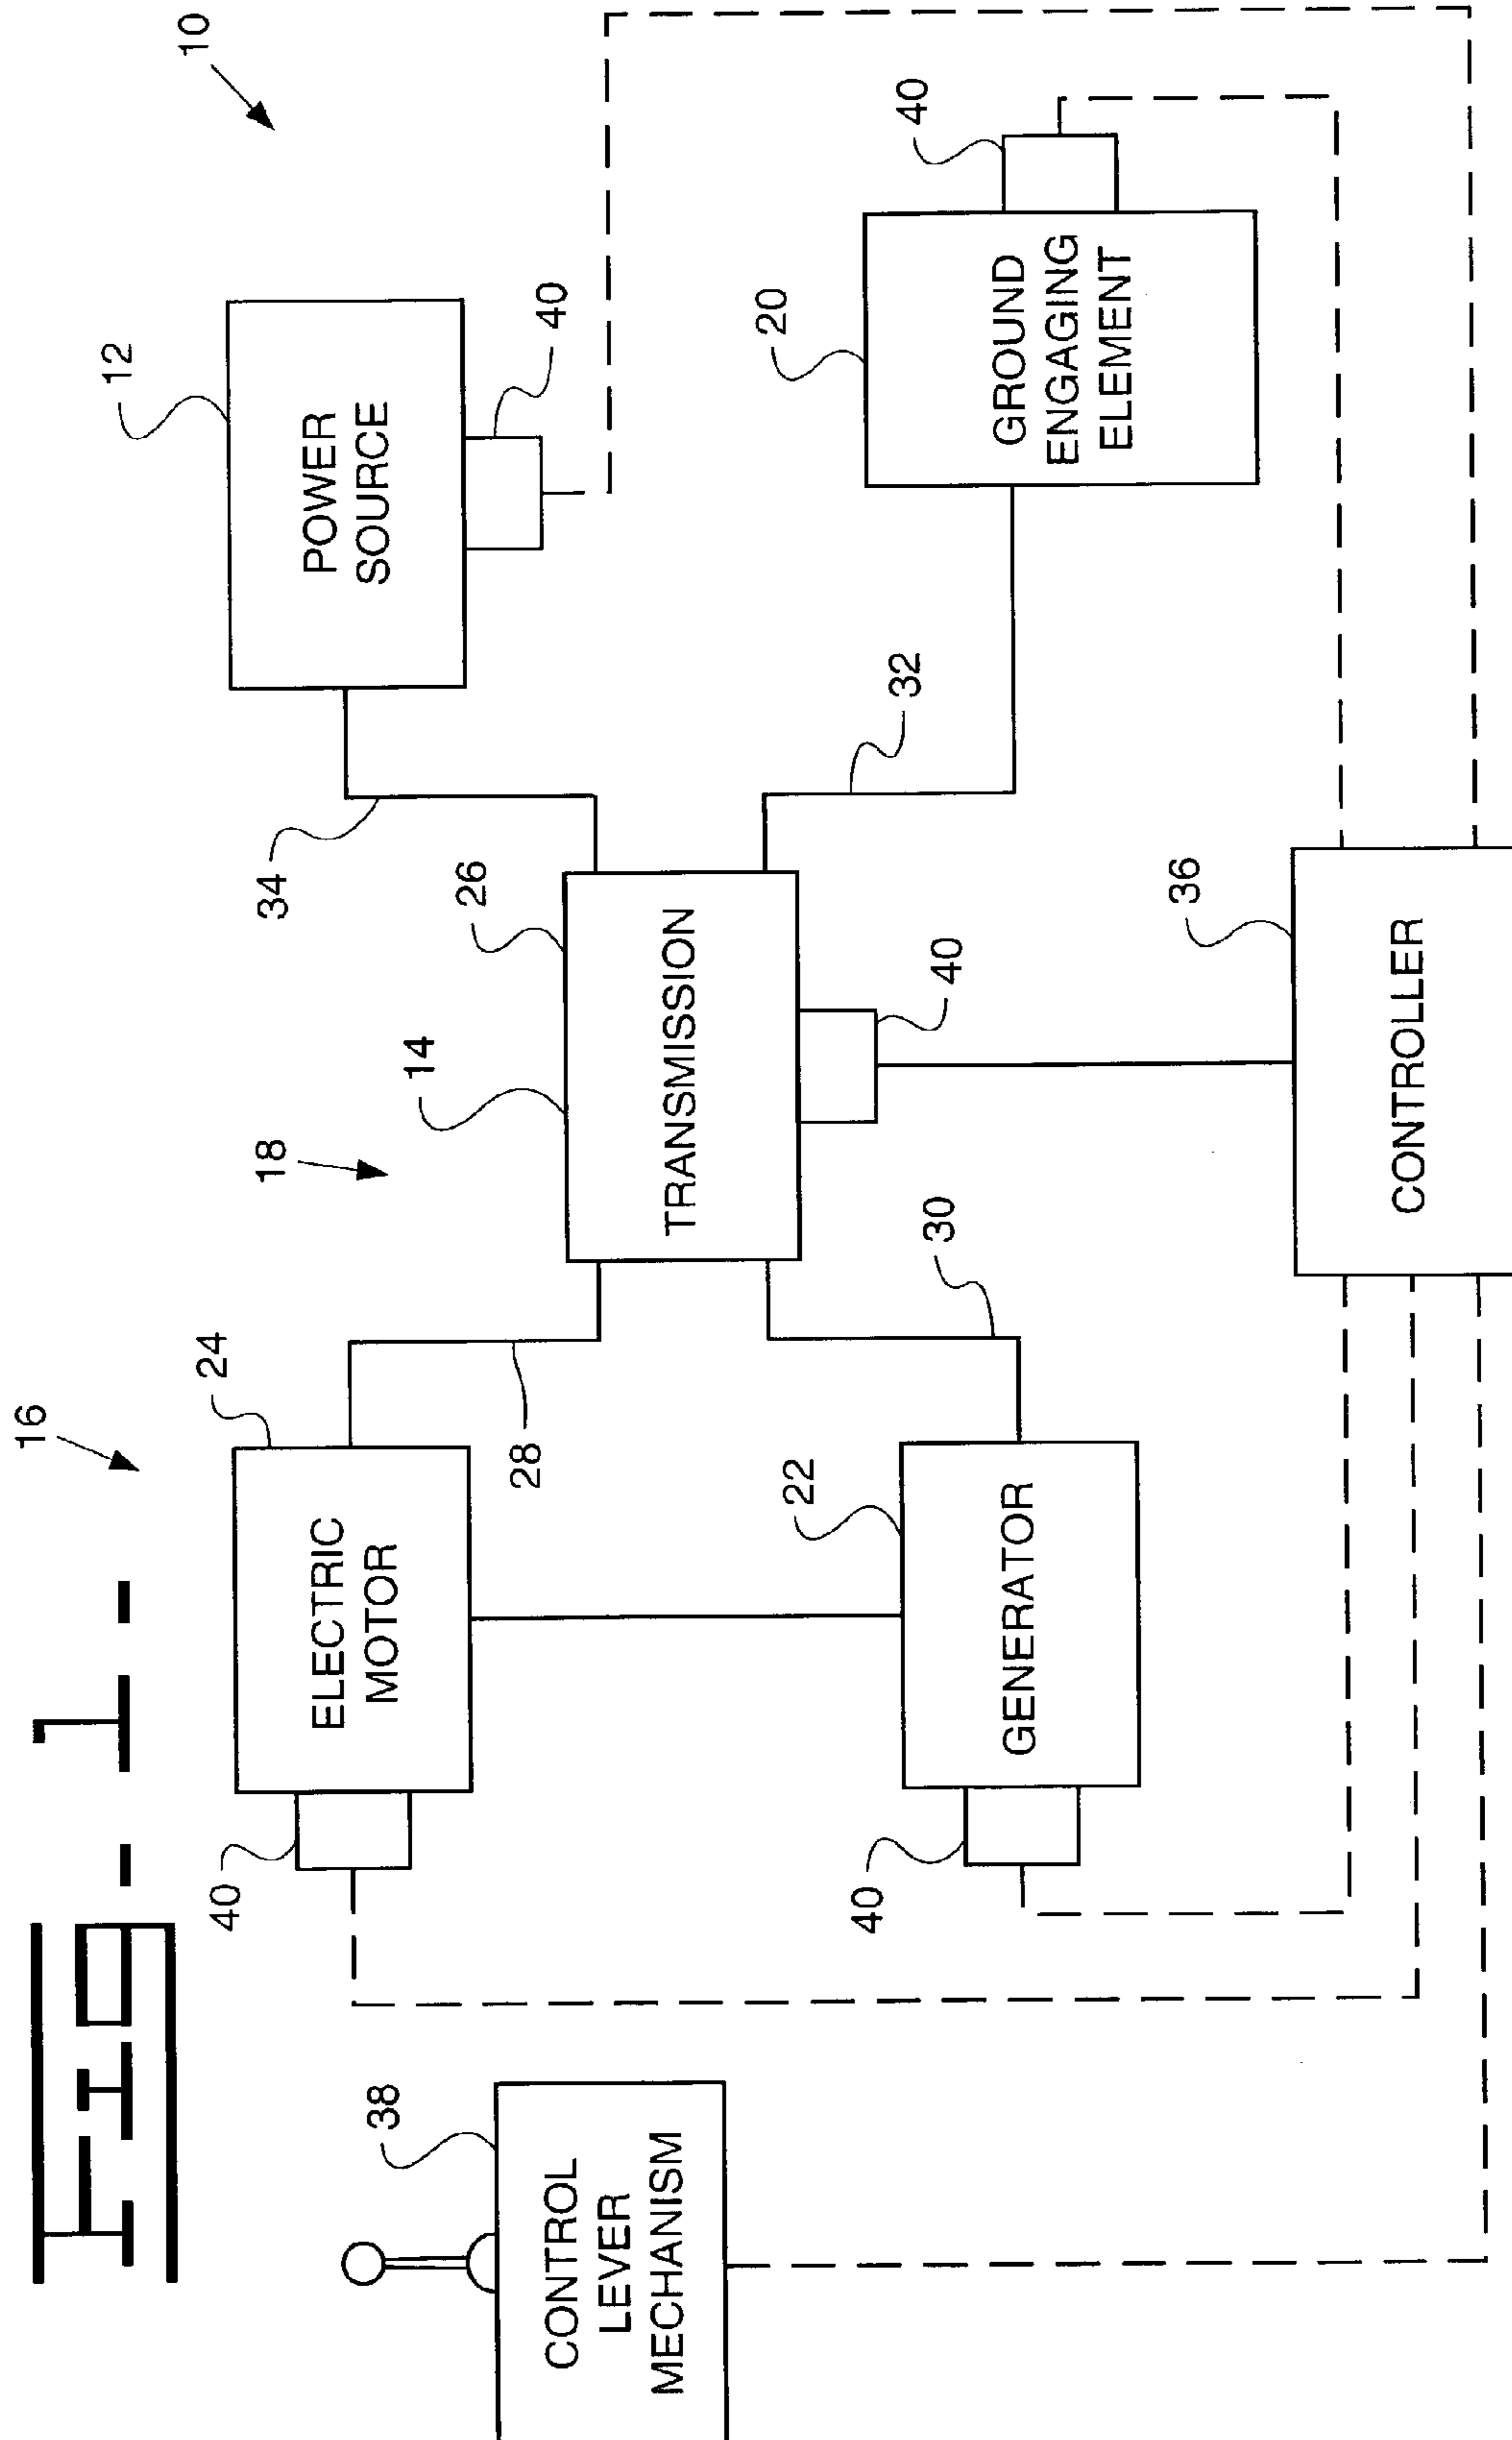 FIG. 1.
16
10
12
24
40
18
34
POWER
SOURCE
ELECTRIC
MOTOR
38
14
26
28
40
CONTROL
LEVER
MECHANISM
TRANSMISSION
22
20
40
30
40
32
40
GENERATOR
GROUND
ENGAGING
ELEMENT
36
CONTROLLER